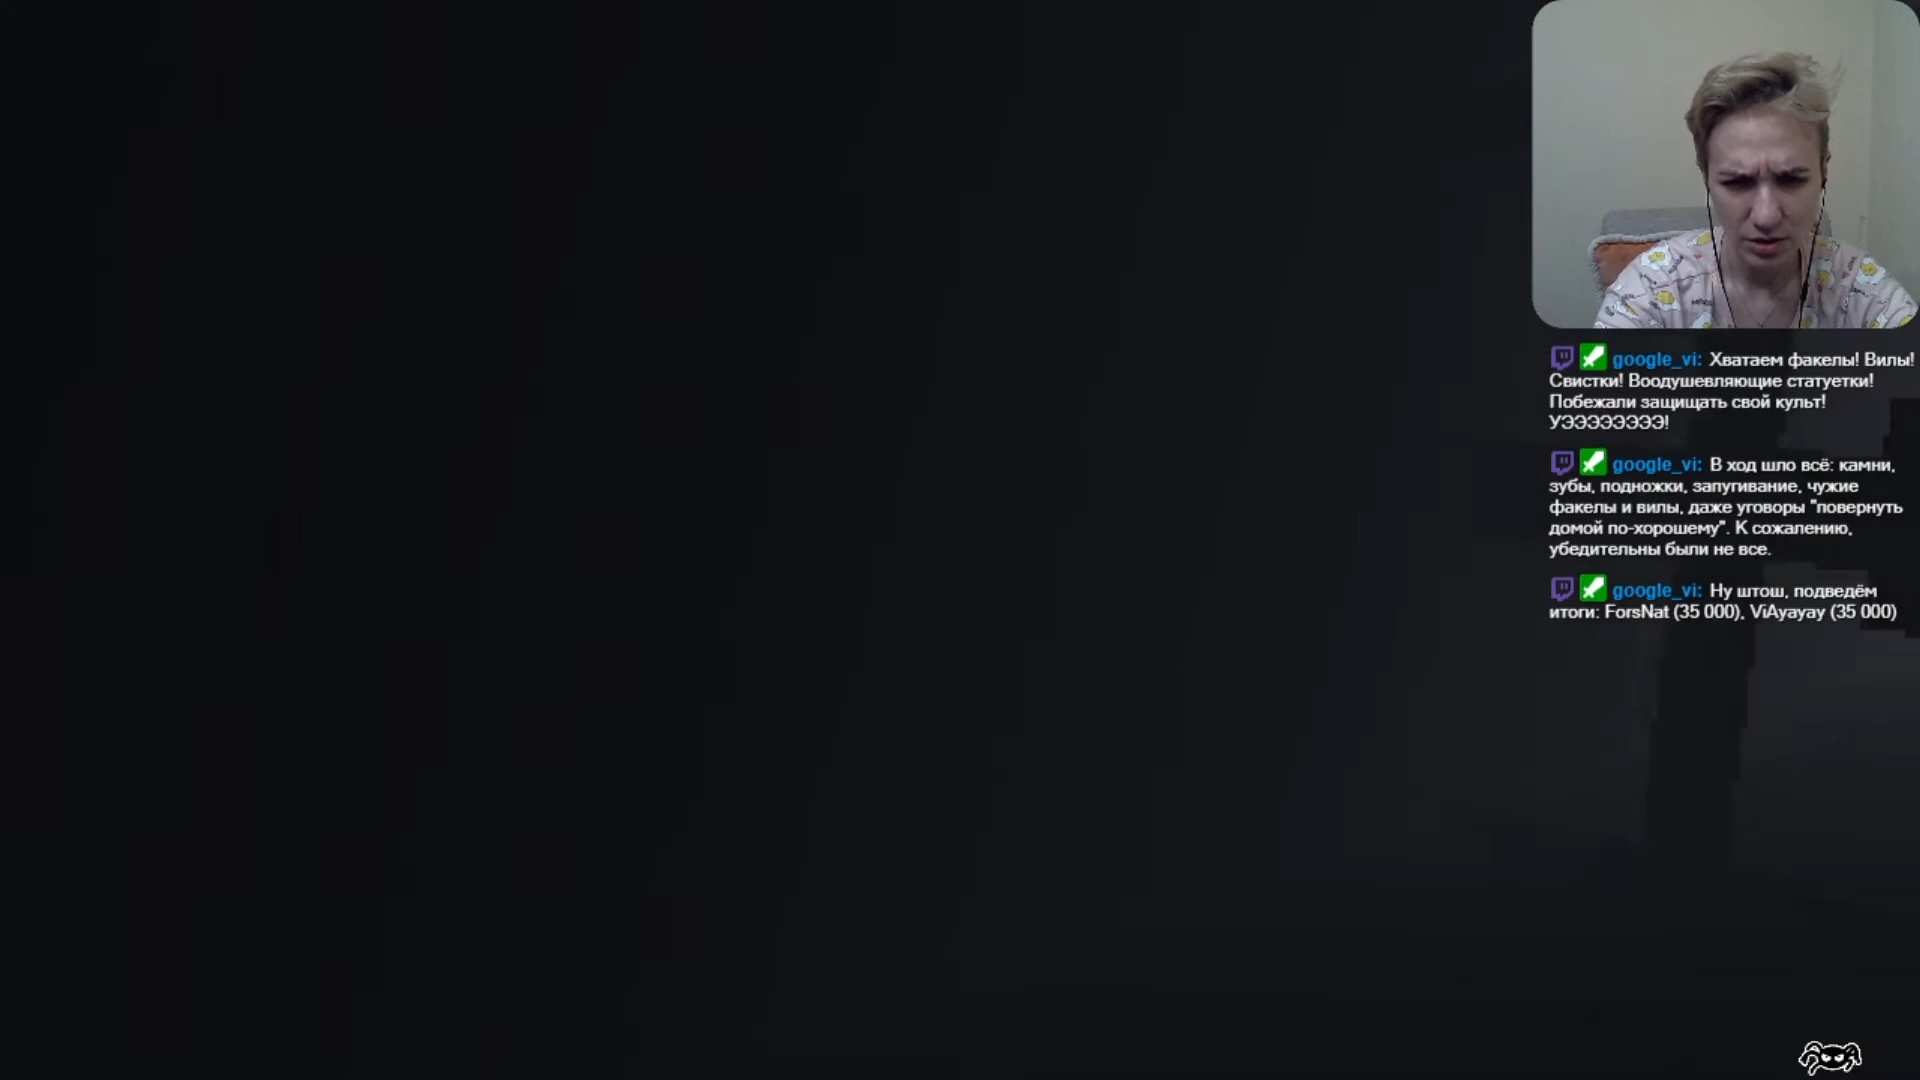 google_vi: Хватаем факелы! Вилы!
Свистки! Воодушевляющие статуетки!
Побежали защищать свой культ!
УЭЭЭЭЭЭЭЭ!
google_vi: В ход шло всё: камни,
зубы, подножки, запугивание, чужие
факелы и вилы, даже уговоры "повернуть
домой по-хорошему". К сожалению,
убедительны были не все.
google_vi: Ну штош, подведём
итоги: ForsNat (35 000), ViAyayay (35 000)